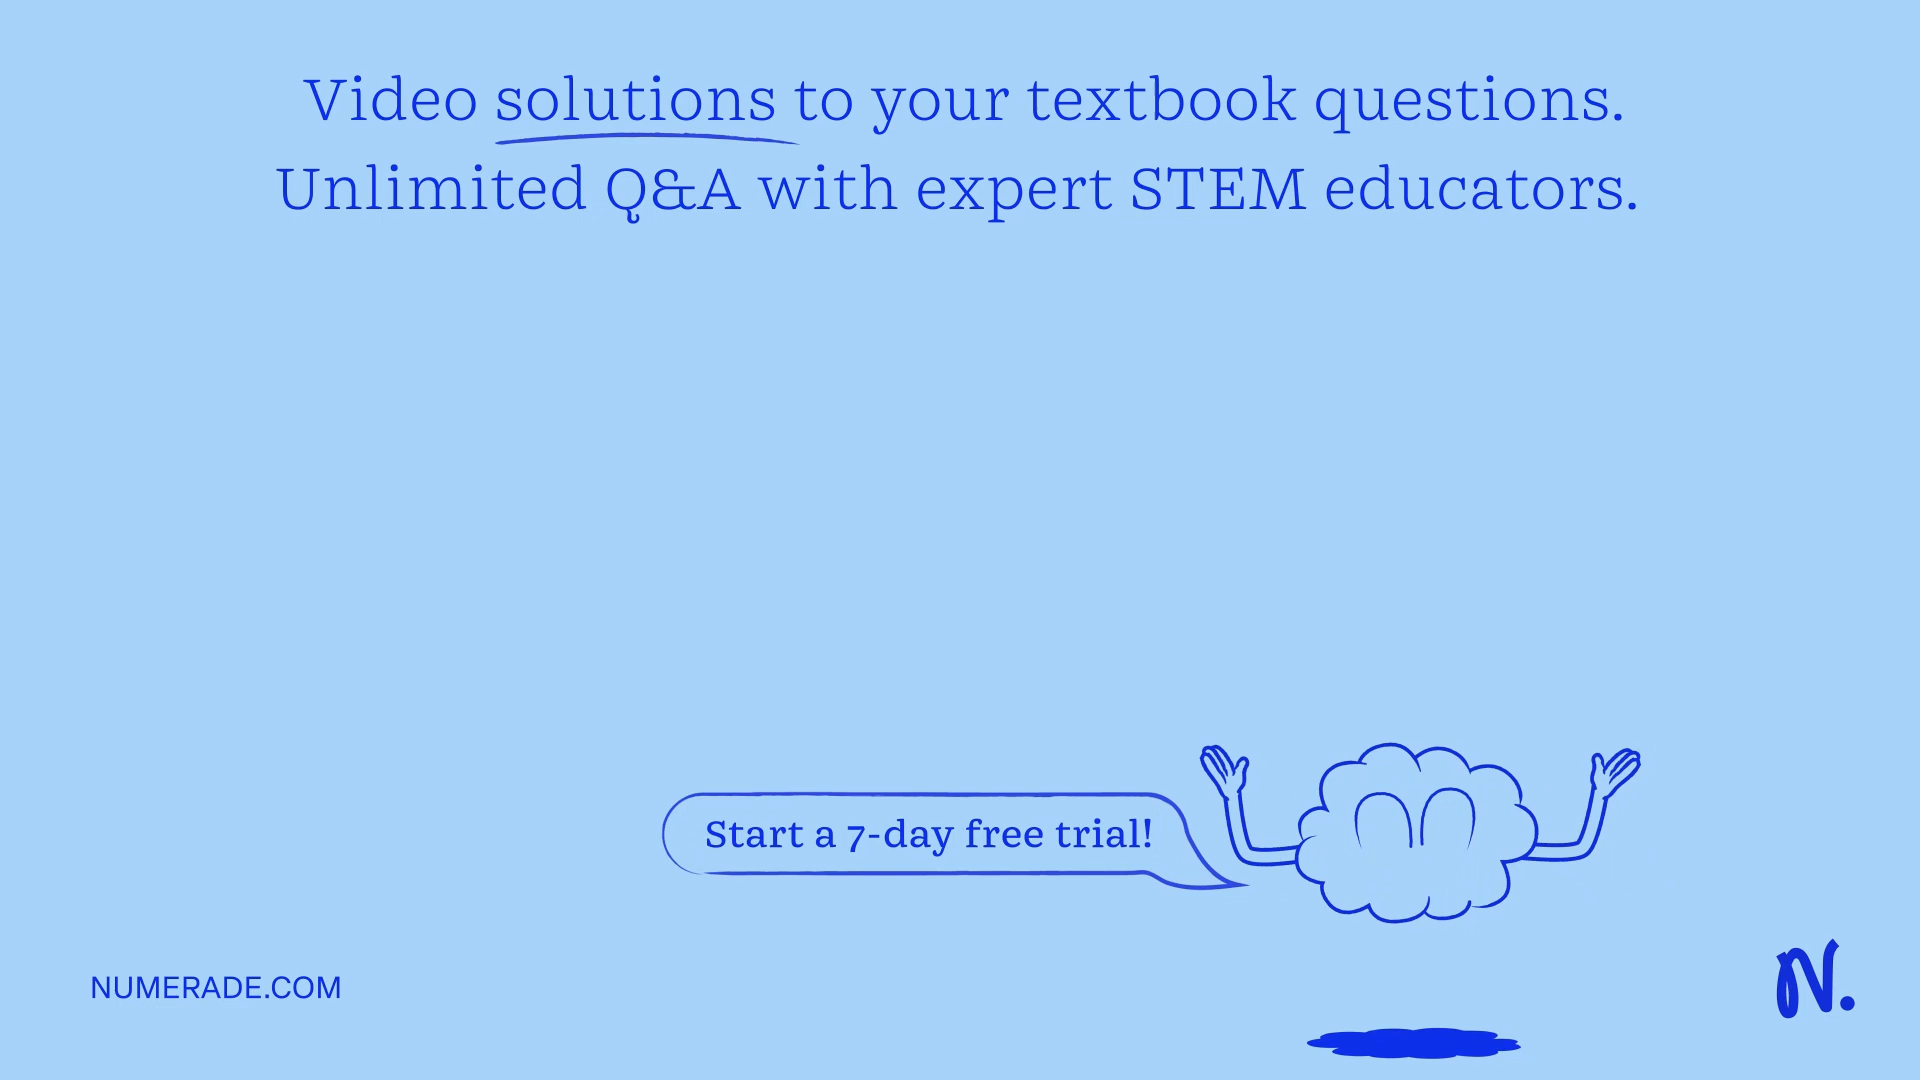 Video solutions to your textbook questions.
Unlimited Q&A with expert STEM educators.
Start a 7-day free trial!
NUMERADE.COM
N.